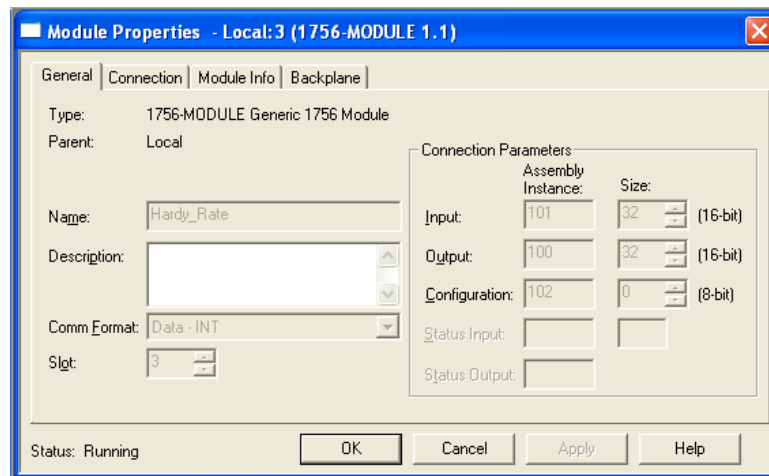 Module Properties - Local:3 (1756-MODULE 1.1)
General Connection Module Info Backplane
Type: 1756-MODULE Generic 1756 Module
Parent: Local
Connection Parameters
Assembly Instance: Size:
Name: Hardy_Rate
Input: 101 32 (16-bit)
Description:
Output: 100 32 (16-bit)
Configuration: 102 0 (8-bit)
Comm Format: Data - INT
Status Input:
Slot: 3
Status Output:
Status: Running OK Cancel Apply Help